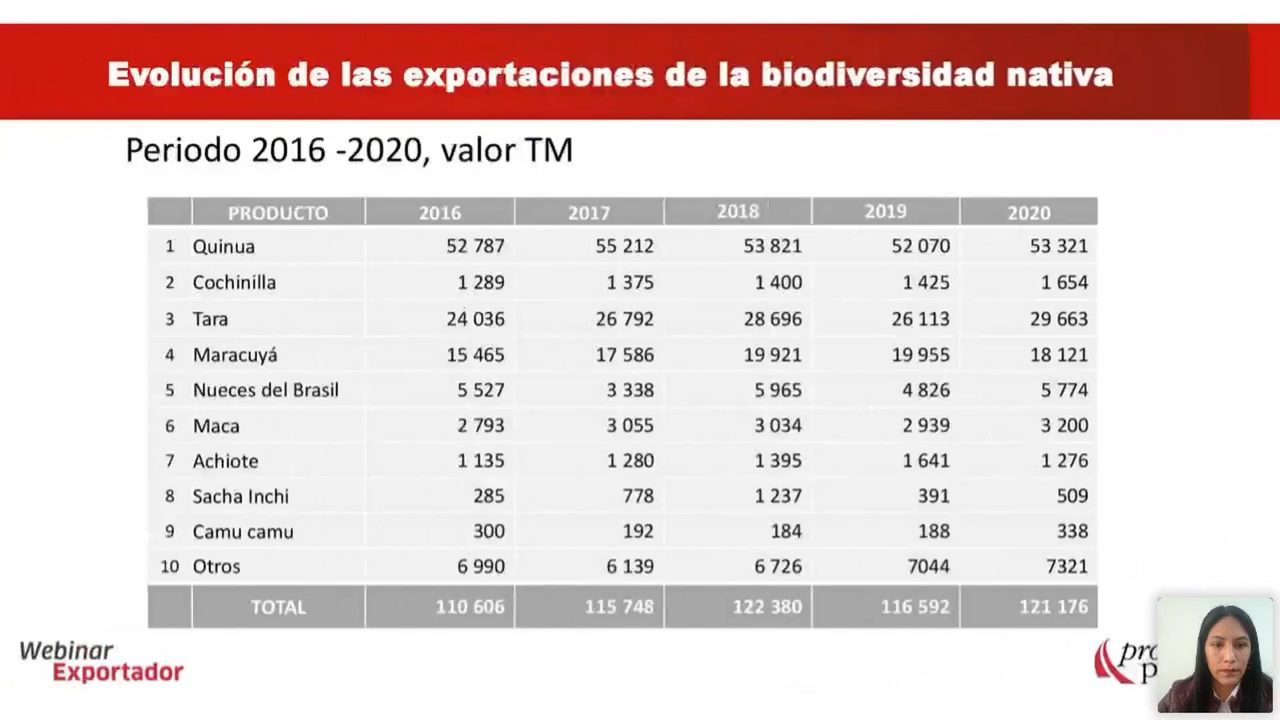 Evolución de las exportaciones de la biodiversidad nativa
Periodo 2016 -2020, valor TM
PRODUCTO 2016 2017 2018 2019 2020
1 Quinua 52 787 55 212 53 821 52 070 53 321
2 Cochinilla 1 289 1 375 1 400 1 425 1 654
3 Tara 24 036 26 792 28 696 26 113 29 663
4 Maracuyá 15 465 17 586 19 921 19 955 18 121
5 Nueces del Brasil 5 527 3 338 5 965 4 826 5 774
6 Maca 2 793 3 055 3 034 2 939 3 200
7 Achiote 1 135 1 280 1 395 1 641 1 276
8 Sacha Inchi 285 778 1 237 391 509
9 Camu camu 300 192 184 188 338
10 Otros 6 990 6 139 6 726 7044 7321
TOTAL 110 606 115 748 122 380 116 592 121 176
Webinar
Exportador